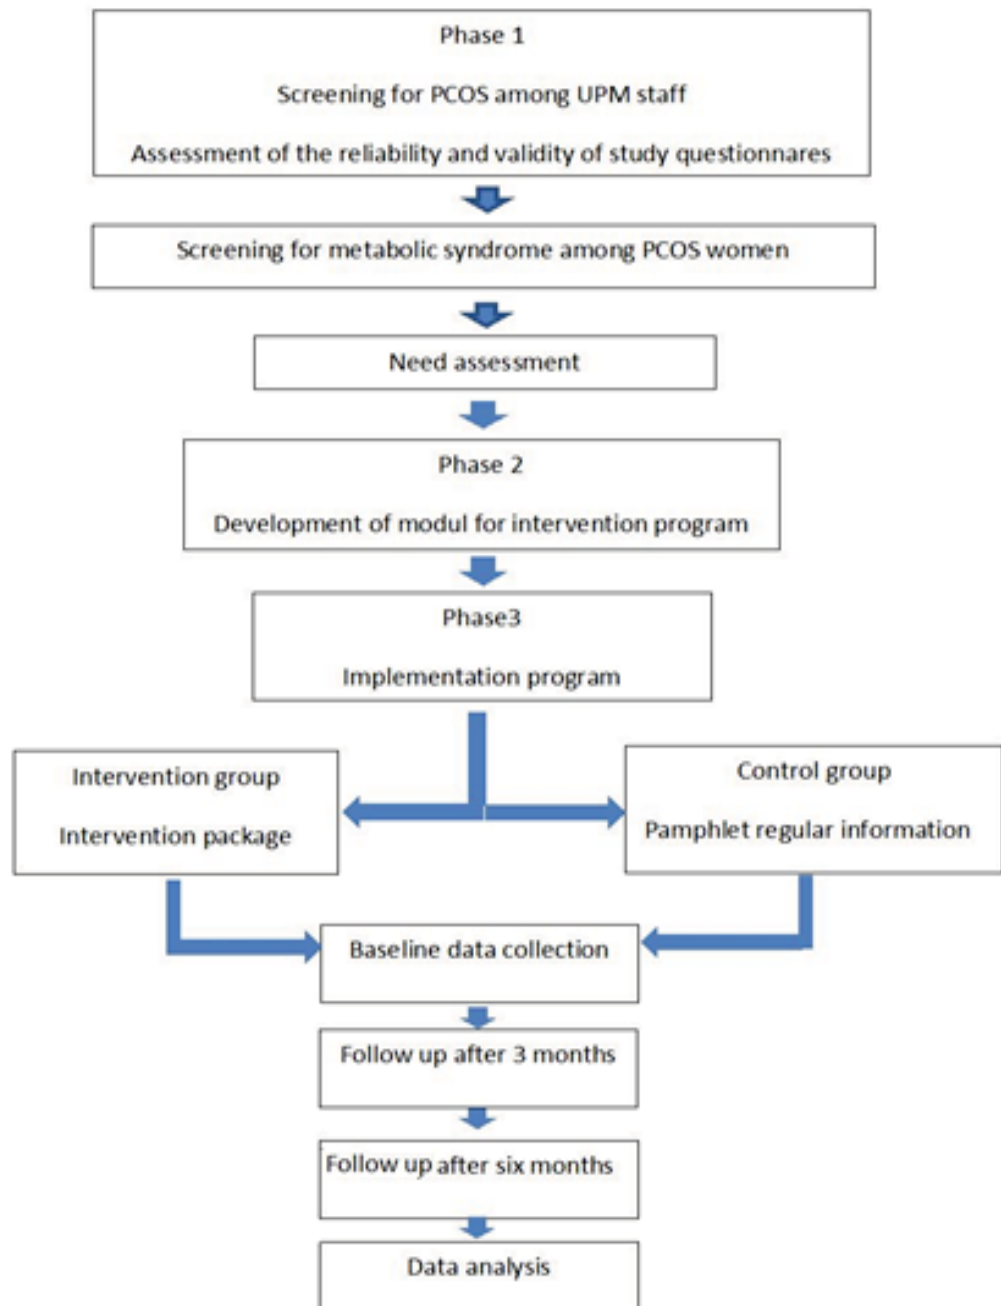 Phase 1
Screening for PCOS among UPM staff
Assessment of the reliability and validity of study questionnares
Screening for metabolic syndrome among PCOS women
Need assessment
Phase 2
Development of modul for intervention program
Phase3
Implementation program
Intervention group
Intervention package
Control group
Pamphlet regular information
Baseline data collection
Follow up after 3 months
Follow up after six months
Data analysis